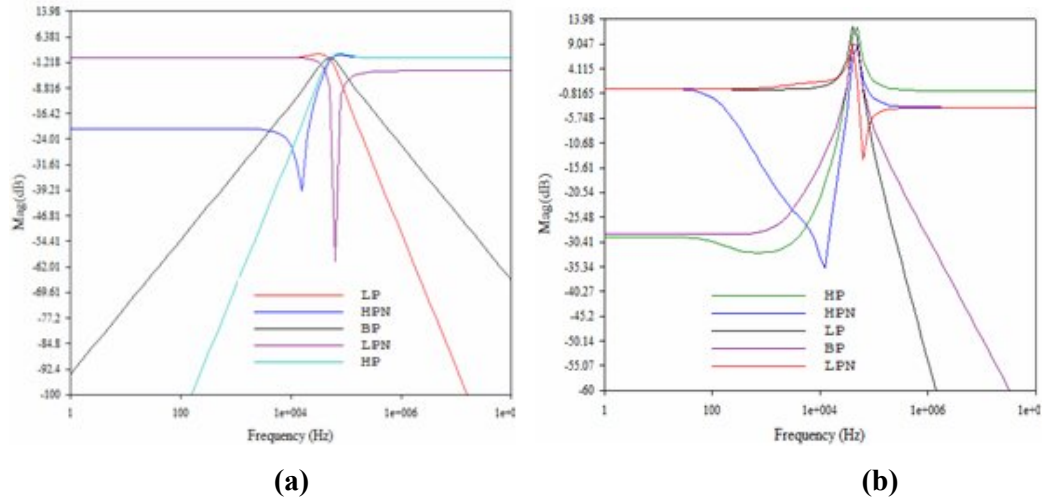 13.98
6.381
-1.218
-8.816
-16.42
-24.01
-31.61
-39.21
-46.81
-54.41
-62.01
-69.61
-77.2
-84.8
-92.4
-100
Mag(dB)
1
100
1e+004
1e+006
1e+0
Frequency (Hz)
LP
HPN
BP
LPN
HP
(a)
13.98
9.047
4.115
-0.8165
-5.748
-10.68
-15.61
-20.54
-25.48
-30.41
-35.34
-40.27
-45.2
-50.14
-55.07
-60
Mag(dB)
1
100
1e+004
1e+006
1e+0
Frequency (Hz)
HP
HPN
LP
BP
LPN
(b)